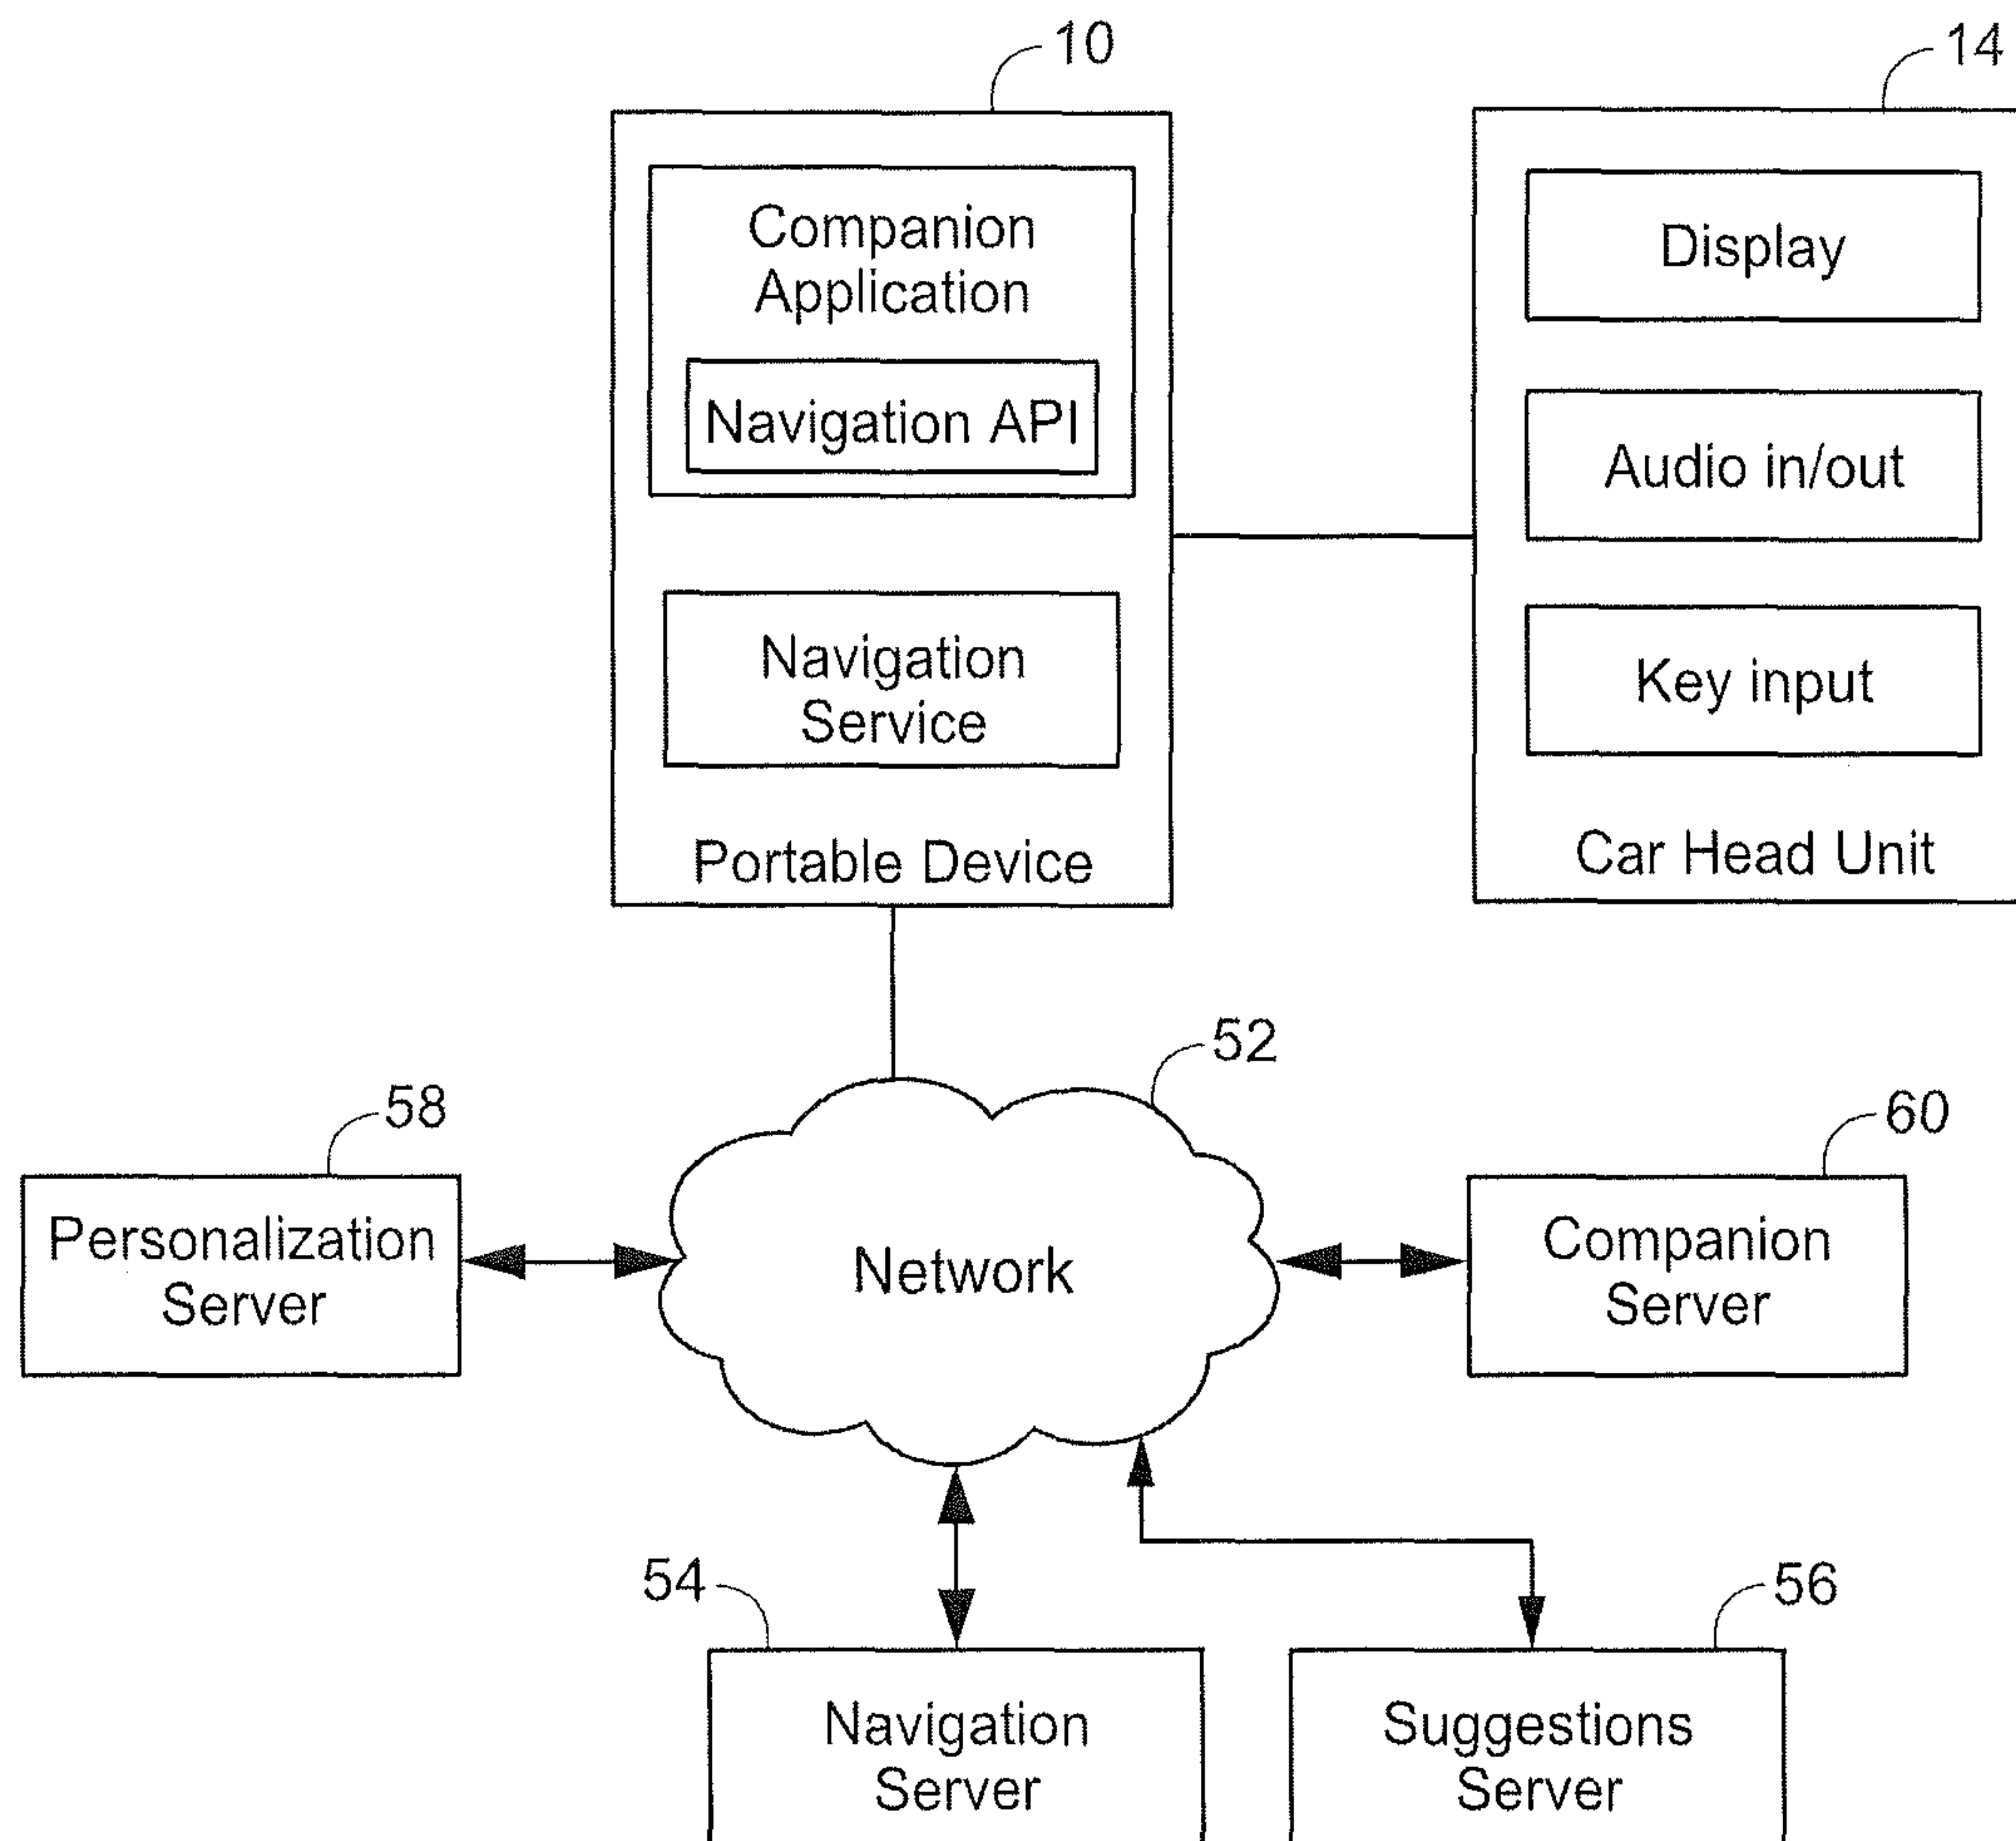 10
14
Companion
Application
Navigation API
Navigation
Service
Portable Device
Display
Audio in/out
Key input
Car Head Unit
52
58
60
Personalization
Server
Network
Companion
Server
54
56
Navigation
Server
Suggestions
Server